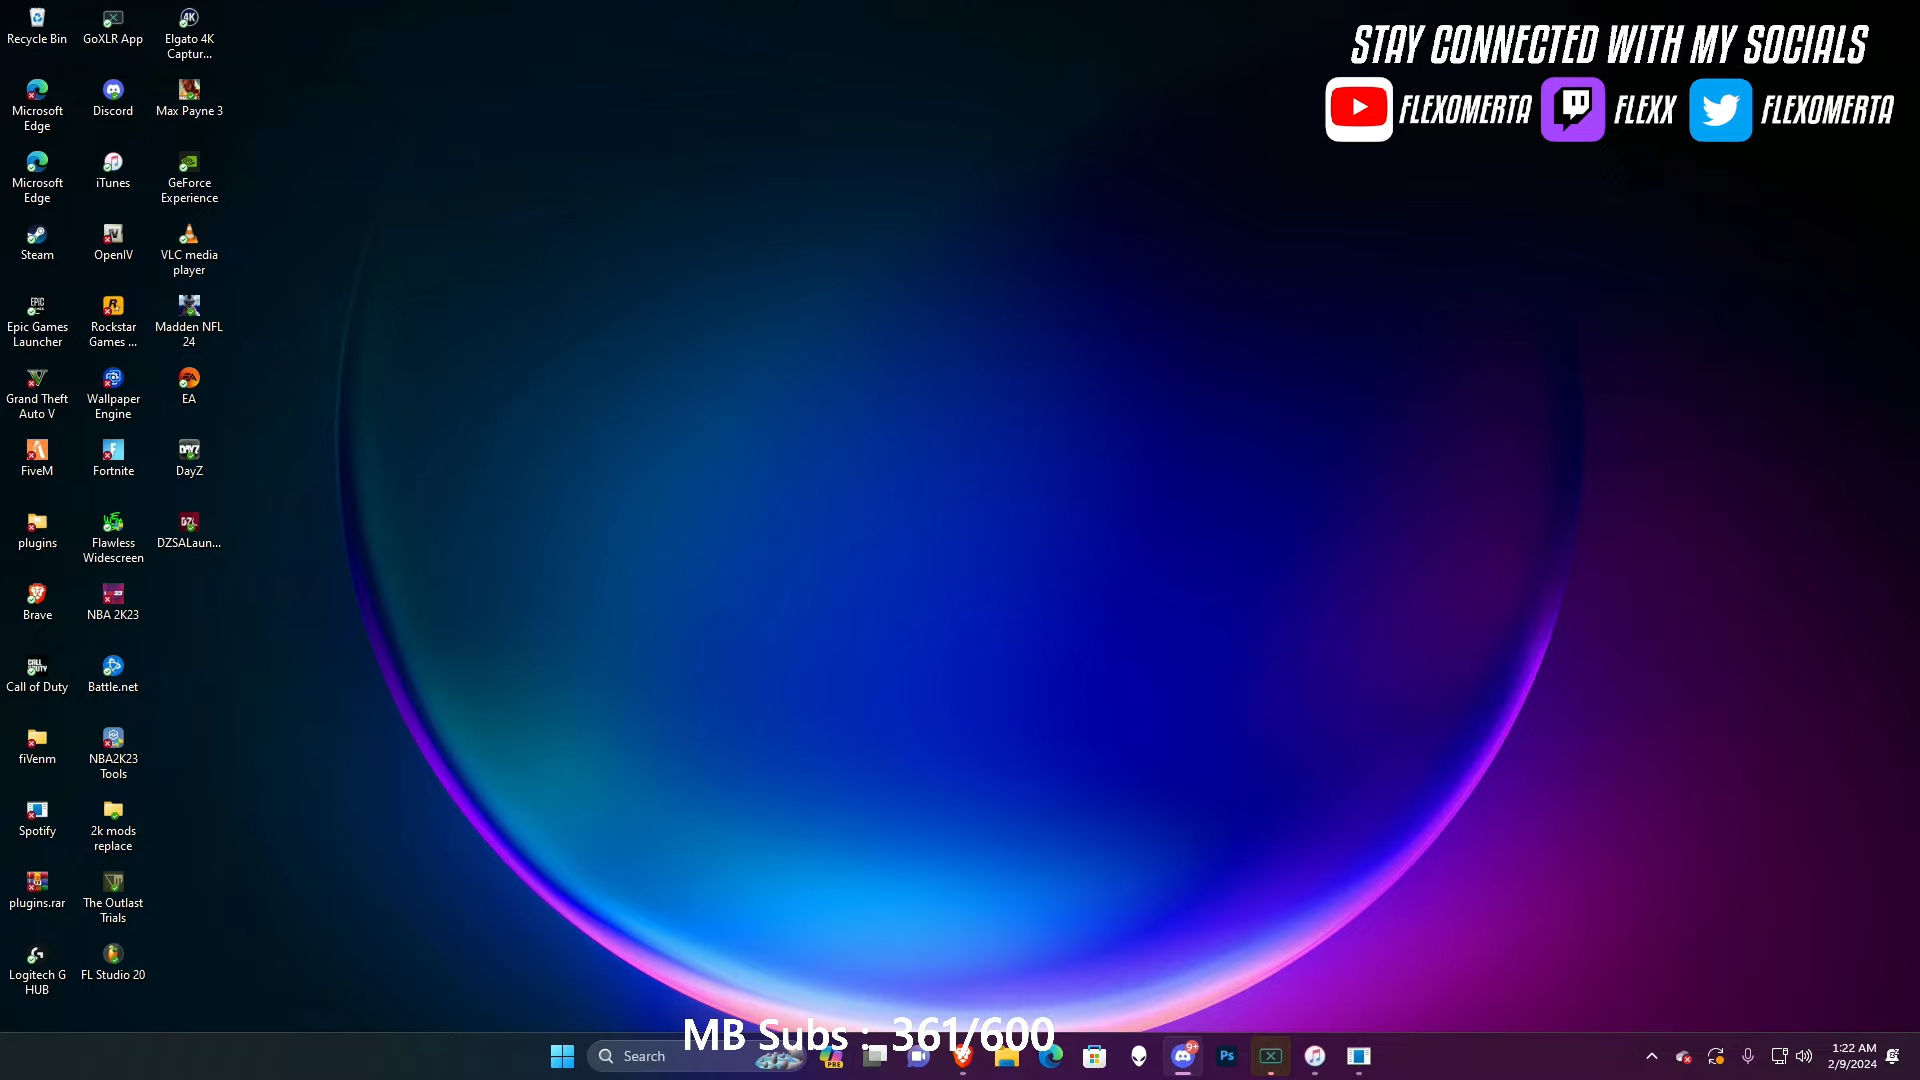 STAY CONNECTED WITH MY SOCIALS
FLEXOMERTA FLEXX FLEXOMERTA
Recycle Bin
GoXLR App
Elgato 4K
Captur...
Microsoft
Edge
Discord
Max Payne 3
Microsoft
Edge
iTunes
GeForce
Experience
Steam
OpenIV
VLC media
player
Epic Games
Launcher
Rockstar
Games ...
Madden NFL
24
Grand Theft
Auto V
Wallpaper
Engine
EA
FiveM
Fortnite
DayZ
plugins
Flawless
Widescreen
DZSALaun...
Brave
NBA 2K23
Call of Duty
Battle.net
fiVenm
NBA2K23
Tools
Spotify
2k mods
replace
plugins.rar
The Outlast
Trials
Logitech G
HUB
FL Studio 20
MB Subs : 361/600
Search
PRE
9+
Ps
1:22 AM
2/9/2024